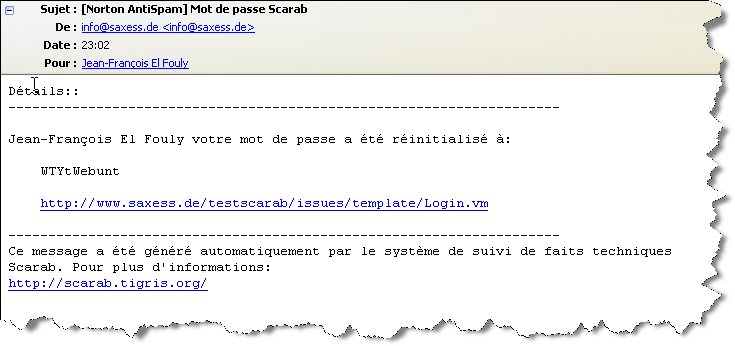 Sujet : [Norton AntiSpam] Mot de passe Scarab
De : info@saxess.de <info@saxess.de>
Date : 23:02
Pour : Jean-François El Fouly
Détails::
----------------------------------------------------------------------
Jean-François El Fouly votre mot de passe a été réinitialisé à:
WTYtWebunt
http://www.saxess.de/testscarab/issues/template/Login.vm
----------------------------------------------------------------------
Ce message a été généré automatiquement par le système de suivi de faits techniques
Scarab. Pour plus d'informations:
http://scarab.tigris.org/